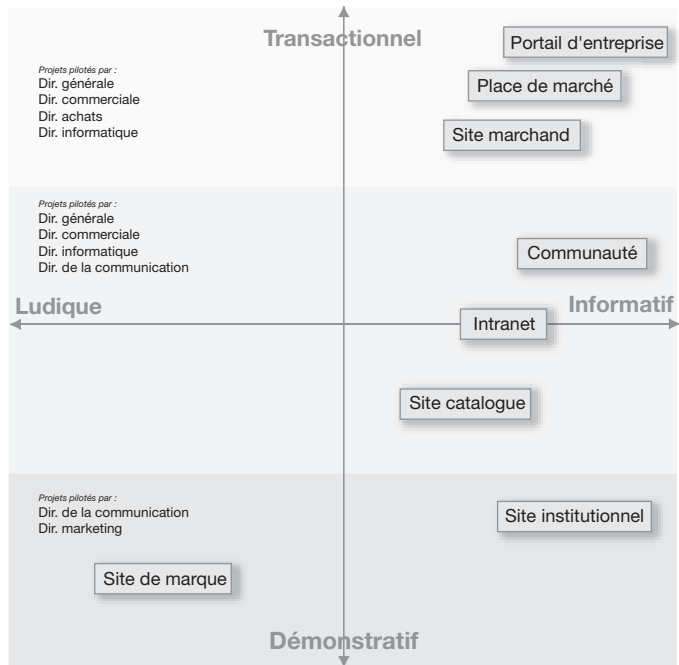 Transactionnel
Portail d'entreprise
Projets pilotés par :
Dir. générale
Dir. commerciale
Dir. achats
Dir. informatique
Place de marché
Site marchand
Projets pilotés par :
Dir. générale
Dir. commerciale
Dir. informatique
Dir. de la communication
Communauté
Ludique
Informatif
Intranet
Site catalogue
Projets pilotés par :
Dir. de la communication
Dir. marketing
Site institutionnel
Site de marque
Démonstratif